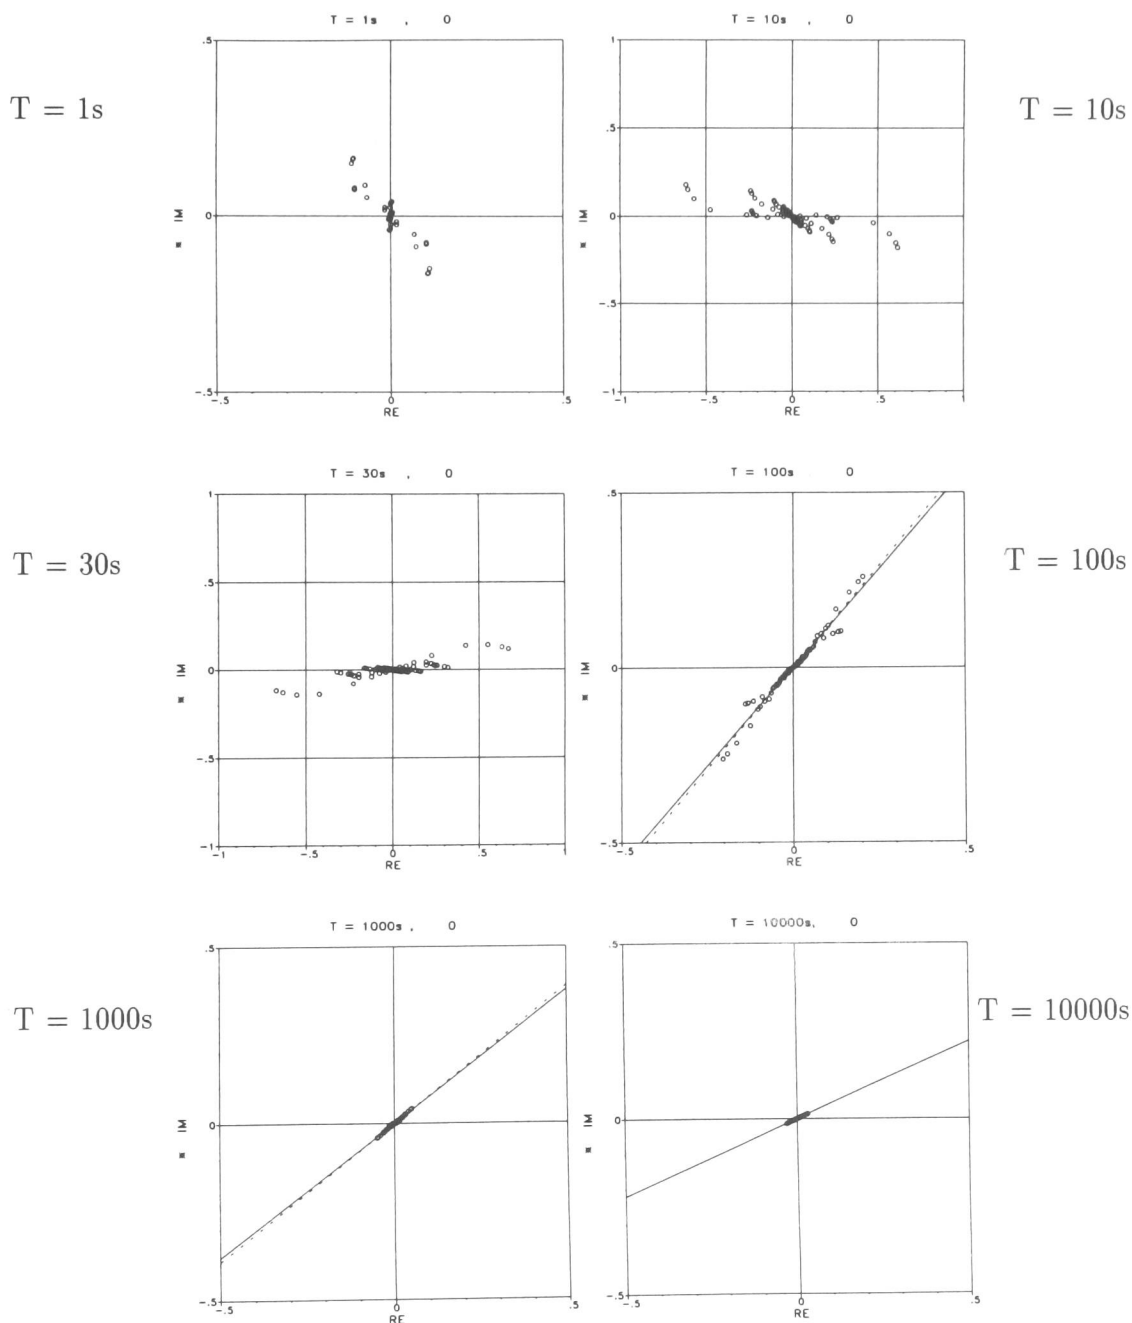 T = 1s , 0
T = 10s , 0
T = 1s
T = 10s
.5
0
-.5
-.5
0
.5
RE
* IM
1
.5
0
-.5
-1
-1
-.5
0
.5
1
RE
* IM
T = 30s , 0
T = 100s 0
T = 30s
T = 100s
1
.5
0
-.5
-1
-1
-.5
0
.5
1
RE
* IM
.5
0
-.5
-.5
0
.5
RE
* IM
T = 1000s , 0
T = 10000s, 0
T = 1000s
T = 10000s
.5
0
-.5
0
.5
RE
* IM
.5
0
-.5
-.5
0
.5
RE
* IM